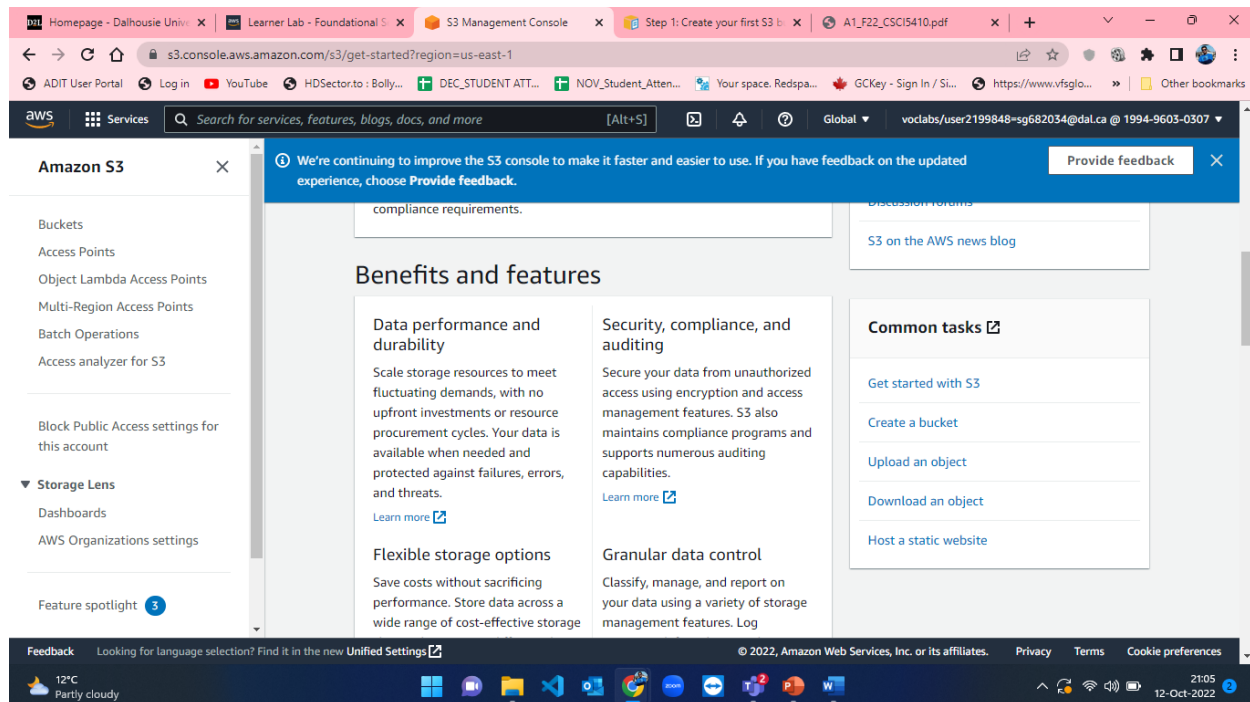 Homepage - Dalhousie Unive
Learner Lab - Foundational S
S3 Management Console
Step 1: Create your first S3 b
A1_F22_CSCI5410.pdf
s3.console.aws.amazon.com/s3/get-started?region=us-east-1
ADIT User Portal
Log in
YouTube
HDSector.to : Bolly...
DEC_STUDENT ATT...
NOV_Student_Atten...
Your space. Redspa...
GCKey - Sign In / Si...
https://www.vfsglo...
»
Other bookmarks
aws
Services
Search for services, features, blogs, docs, and more
[Alt+S]
Global
voclabs/user2199848=sg682034@dal.ca @ 1994-9603-0307
Amazon S3
Buckets
Access Points
Object Lambda Access Points
Multi-Region Access Points
Batch Operations
Access analyzer for S3
Block Public Access settings for
this account
Storage Lens
Dashboards
AWS Organizations settings
Feature spotlight 3
We're continuing to improve the S3 console to make it faster and easier to use. If you have feedback on the updated
experience, choose Provide feedback.
Provide feedback
compliance requirements.
Discussion forums
S3 on the AWS news blog
Benefits and features
Data performance and
durability
Scale storage resources to meet
fluctuating demands, with no
upfront investments or resource
procurement cycles. Your data is
available when needed and
protected against failures, errors,
and threats.
Learn more
Security, compliance, and
auditing
Secure your data from unauthorized
access using encryption and access
management features. S3 also
maintains compliance programs and
supports numerous auditing
capabilities.
Learn more
Flexible storage options
Save costs without sacrificing
performance. Store data across a
wide range of cost-effective storage
Granular data control
Classify, manage, and report on
your data using a variety of storage
management features. Log
Common tasks
Get started with S3
Create a bucket
Upload an object
Download an object
Host a static website
Feedback
Looking for language selection? Find it in the new Unified Settings
© 2022, Amazon Web Services, Inc. or its affiliates.
Privacy
Terms
Cookie preferences
12°C
Partly cloudy
zoom
2
21:05
12-Oct-2022
2